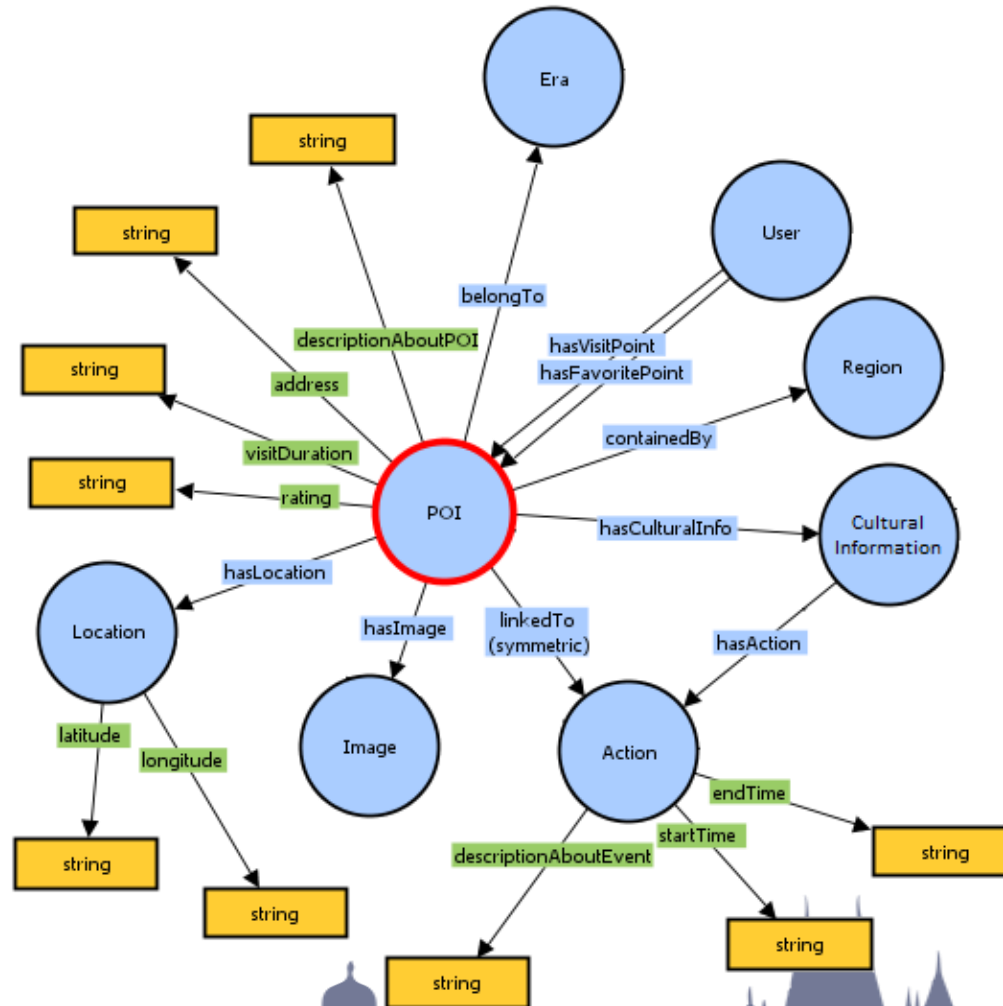 Era
string
User
string
belongTo
descriptionAboutPOI
hasVisitPoint
hasFavoritePoint
string
address
Region
containedBy
visitDuration
string
rating
POI
hasCulturalInfo
Cultural
Information
hasLocation
Location
hasImage
linkedTo
(symmetric)
hasAction
latitude
longitude
Image
Action
endTime
startTime
descriptionAboutEvent
string
string
string
string
string